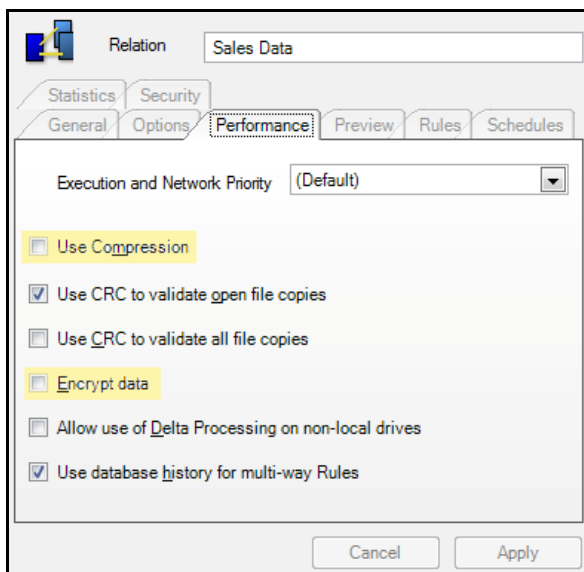 Relation Sales Data
Statistics Security
General Options Performance Preview Rules Schedules
Execution and Network Priority (Default)
Use Compression
Use CRC to validate open file copies
Use CRC to validate all file copies
Encrypt data
Allow use of Delta Processing on non-local drives
Use database history for multi-way Rules
Cancel Apply